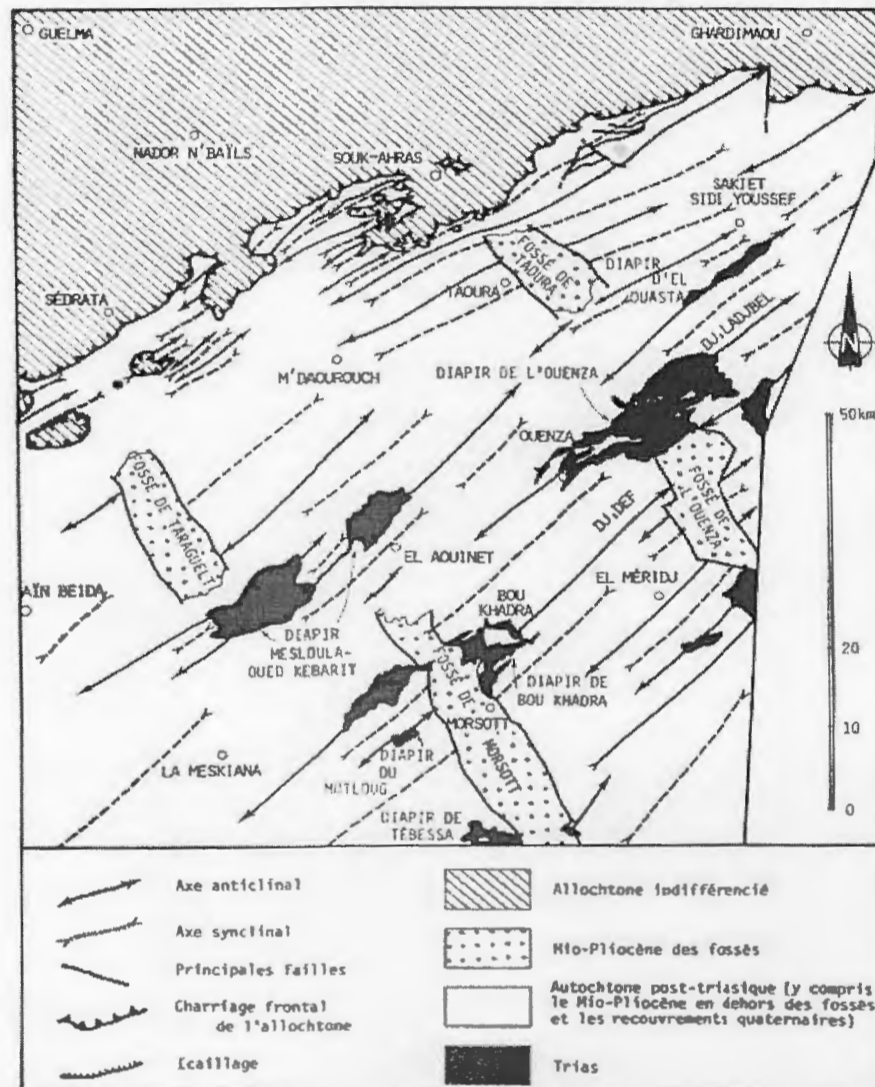 GUELMA
GHARDIMAOU
NADOR N'BAÏLS
SOUK-AHRAS
SAKIET
SIDI YOUSSEF
FOSSÉ DE
TAOURA
DIAPIR
D'EL
OUASTA
TAOURA
SÉDRATA
DJ.LADJBEL
N
M'DAOUROUCH
DIAPIR DE L'OUENZA
50km
OUENZA
FOSSÉ DE TARAGUELT
FOSSÉ DE
L'OUENZA
DJ.DEF
EL AOUINET
AÏN BEIDA
EL MÉRIDJ
BOU
KHADRA
DIAPIR
MESLOULA-
OUED KEBARIT
20
FOSSÉ DE
MORSOTT
DIAPIR DE
BOU KHADRA
MORSOTT
10
LA MESKIANA
DIAPIR
DU
DIAPIR DE
TÉBESSA
0
Axe anticlinal
Axe synclinal
Principales failles
Charriage frontal
de l'allochtone
Ecaillage
Allochtone indifférencié
Mio-Pliocène des fossés
Autochtone post-triasique (y compris
le Mio-Pliocène en dehors des fossés
et les recouvrements quaternaires)
Trias